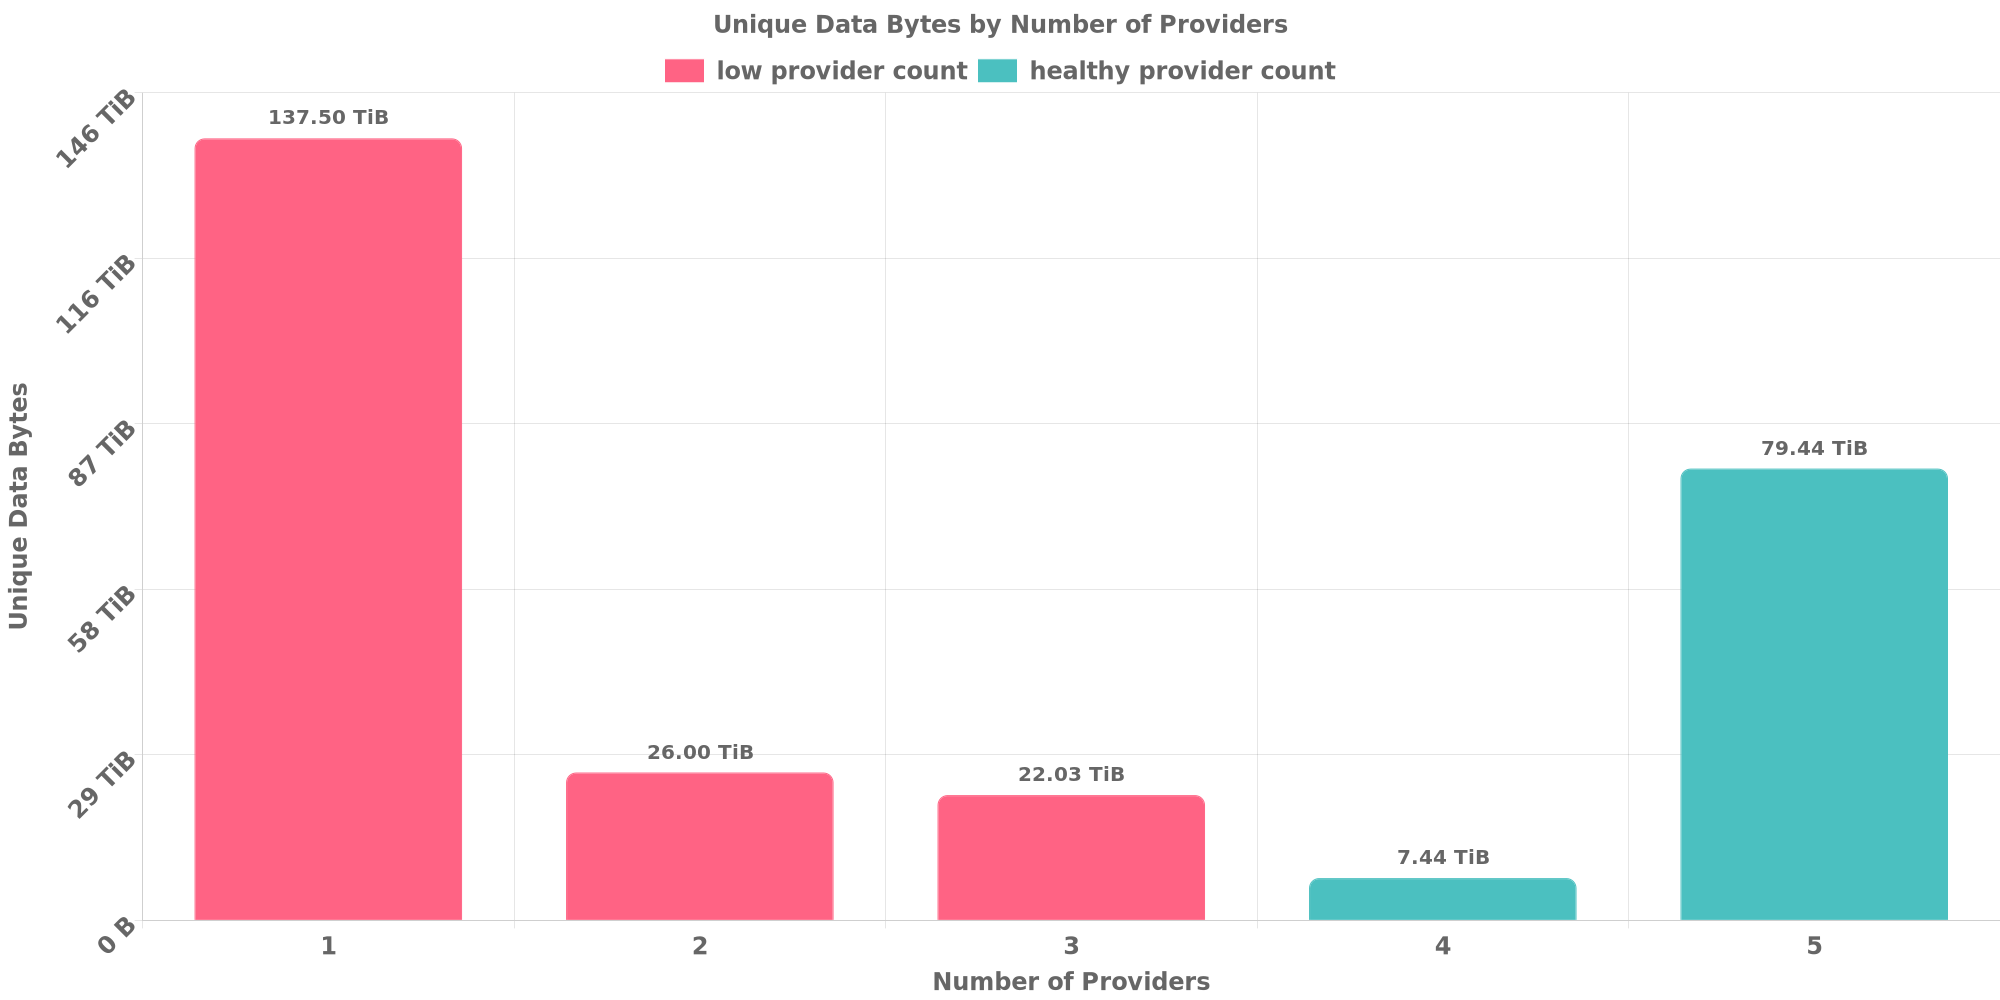 Unique Data Bytes by Number of Providers
low provider count healthy provider count
146 TiB
116 TiB
87 TiB
58 TiB
29 TiB
0 B
Unique Data Bytes
137.50 TiB
26.00 TiB
22.03 TiB
7.44 TiB
79.44 TiB
1 2 3 4 5
Number of Providers